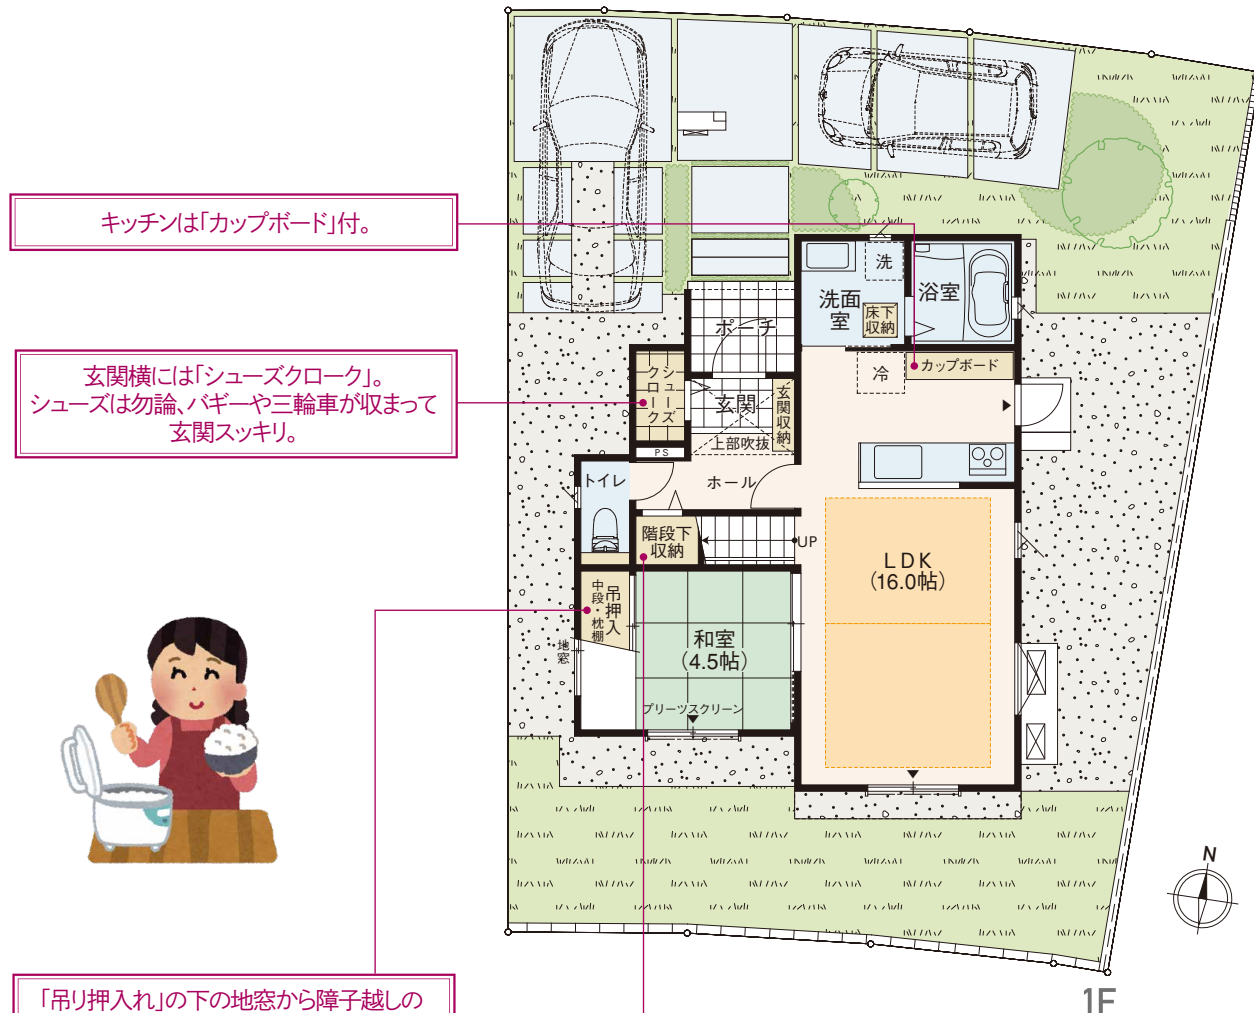 キッチンは「カップボード」付。
玄関横には「シューズクローク」。
シューズは勿論、バギーや三輪車が収まって
玄関スッキリ。
「吊り押入れ」の下の地窓から障子越しの
洗面室
洗
床下収納
浴室
ポーチ
シューズクローク
玄関
玄関収納
上部吹抜
冷
カップボード
PS
トイレ
ホール
階段下収納
UP
LDK
(16.0帖)
吊押入
中段・枕棚
地窓
和室
(4.5帖)
プリーツスクリーン
N
1F